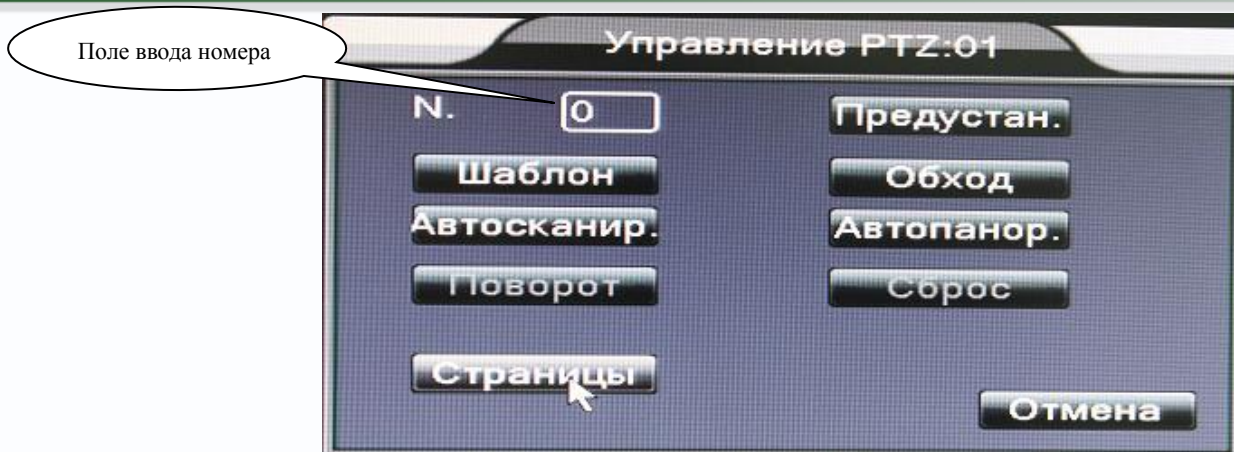 Поле ввода номера
Управление PTZ:01
N. 0 Предустан.
Шаблон Обход
Автосканир. Автопанор.
Поворот Сброс
Страницы
Отмена